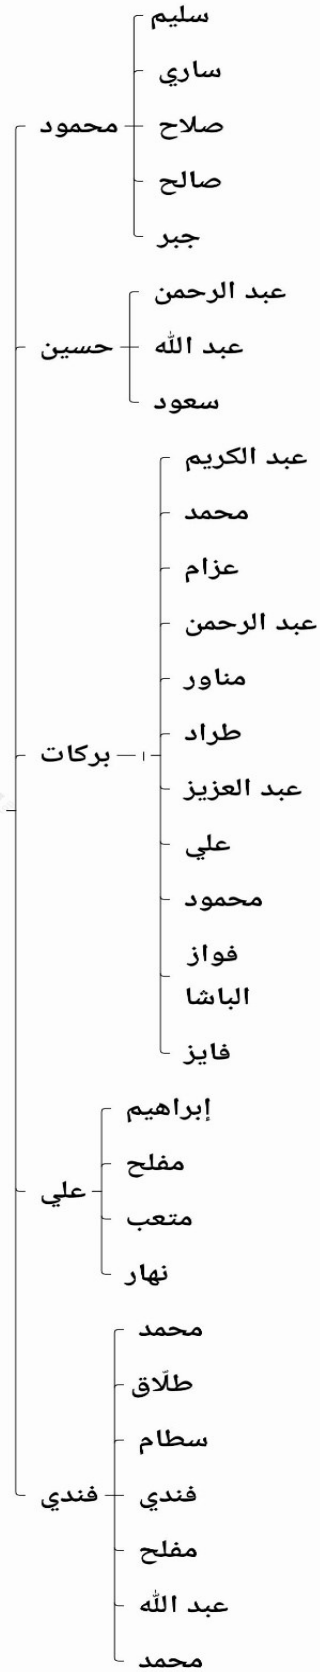 سليم
ساري
محمود
صلاح
صالح
جبر
عبد الرحمن
حسين
عبد الله
سعود
عبد الكريم
محمد
عزام
عبد الرحمن
مناور
طراد
بركات
عبد العزيز
علي
محمود
فواز
الباشا
فايز
إبراهيم
مفلح
علي
متعب
نهار
محمد
طلّاق
سطام
فندي
فندي
مفلح
عبد الله
محمد